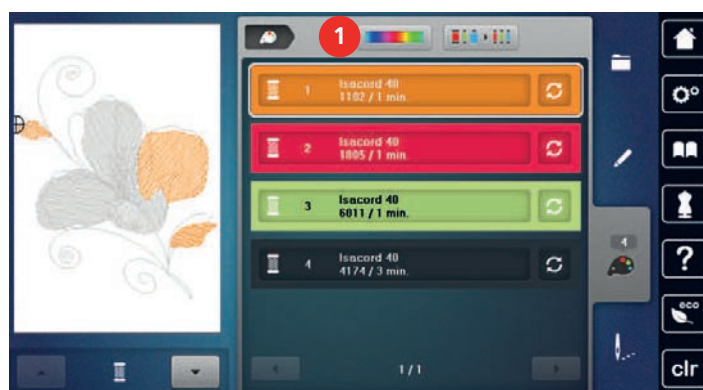 1
1
Isacord 40
1102 / 1 min.
2
Isacord 40
1805 / 1 min.
3
Isacord 40
6011 / 1 min.
4
Isacord 40
4174 / 3 min.
4
?
eco
clr
1/1